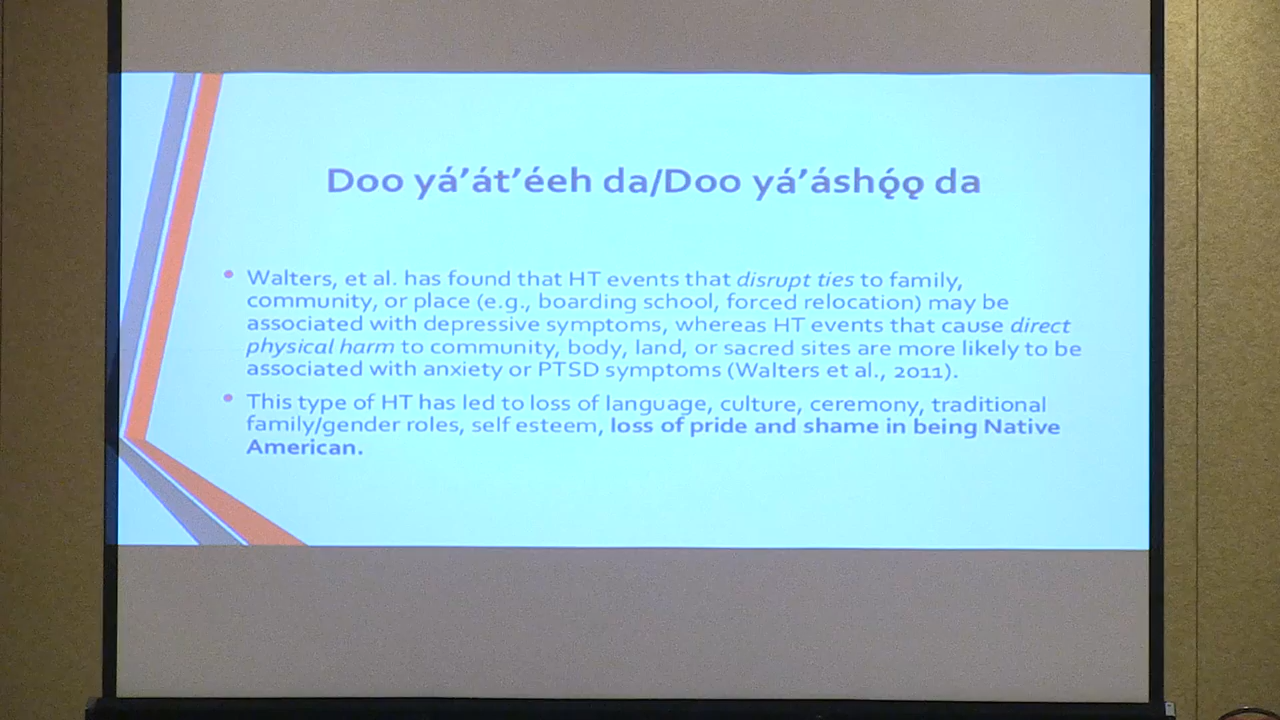 Doo yá’át’ééh da/Doo yá’áshǫ́ǫ da
• Walters, et al. has found that HT events that disrupt ties to family,
community, or place (e.g., boarding school, forced relocation) may be
associated with depressive symptoms, whereas HT events that cause direct
physical harm to community, body, land, or sacred sites are more likely to be
associated with anxiety or PTSD symptoms (Walters et al., 2011).
• This type of HT has led to loss of language, culture, ceremony, traditional
family/gender roles, self esteem, loss of pride and shame in being Native
American.